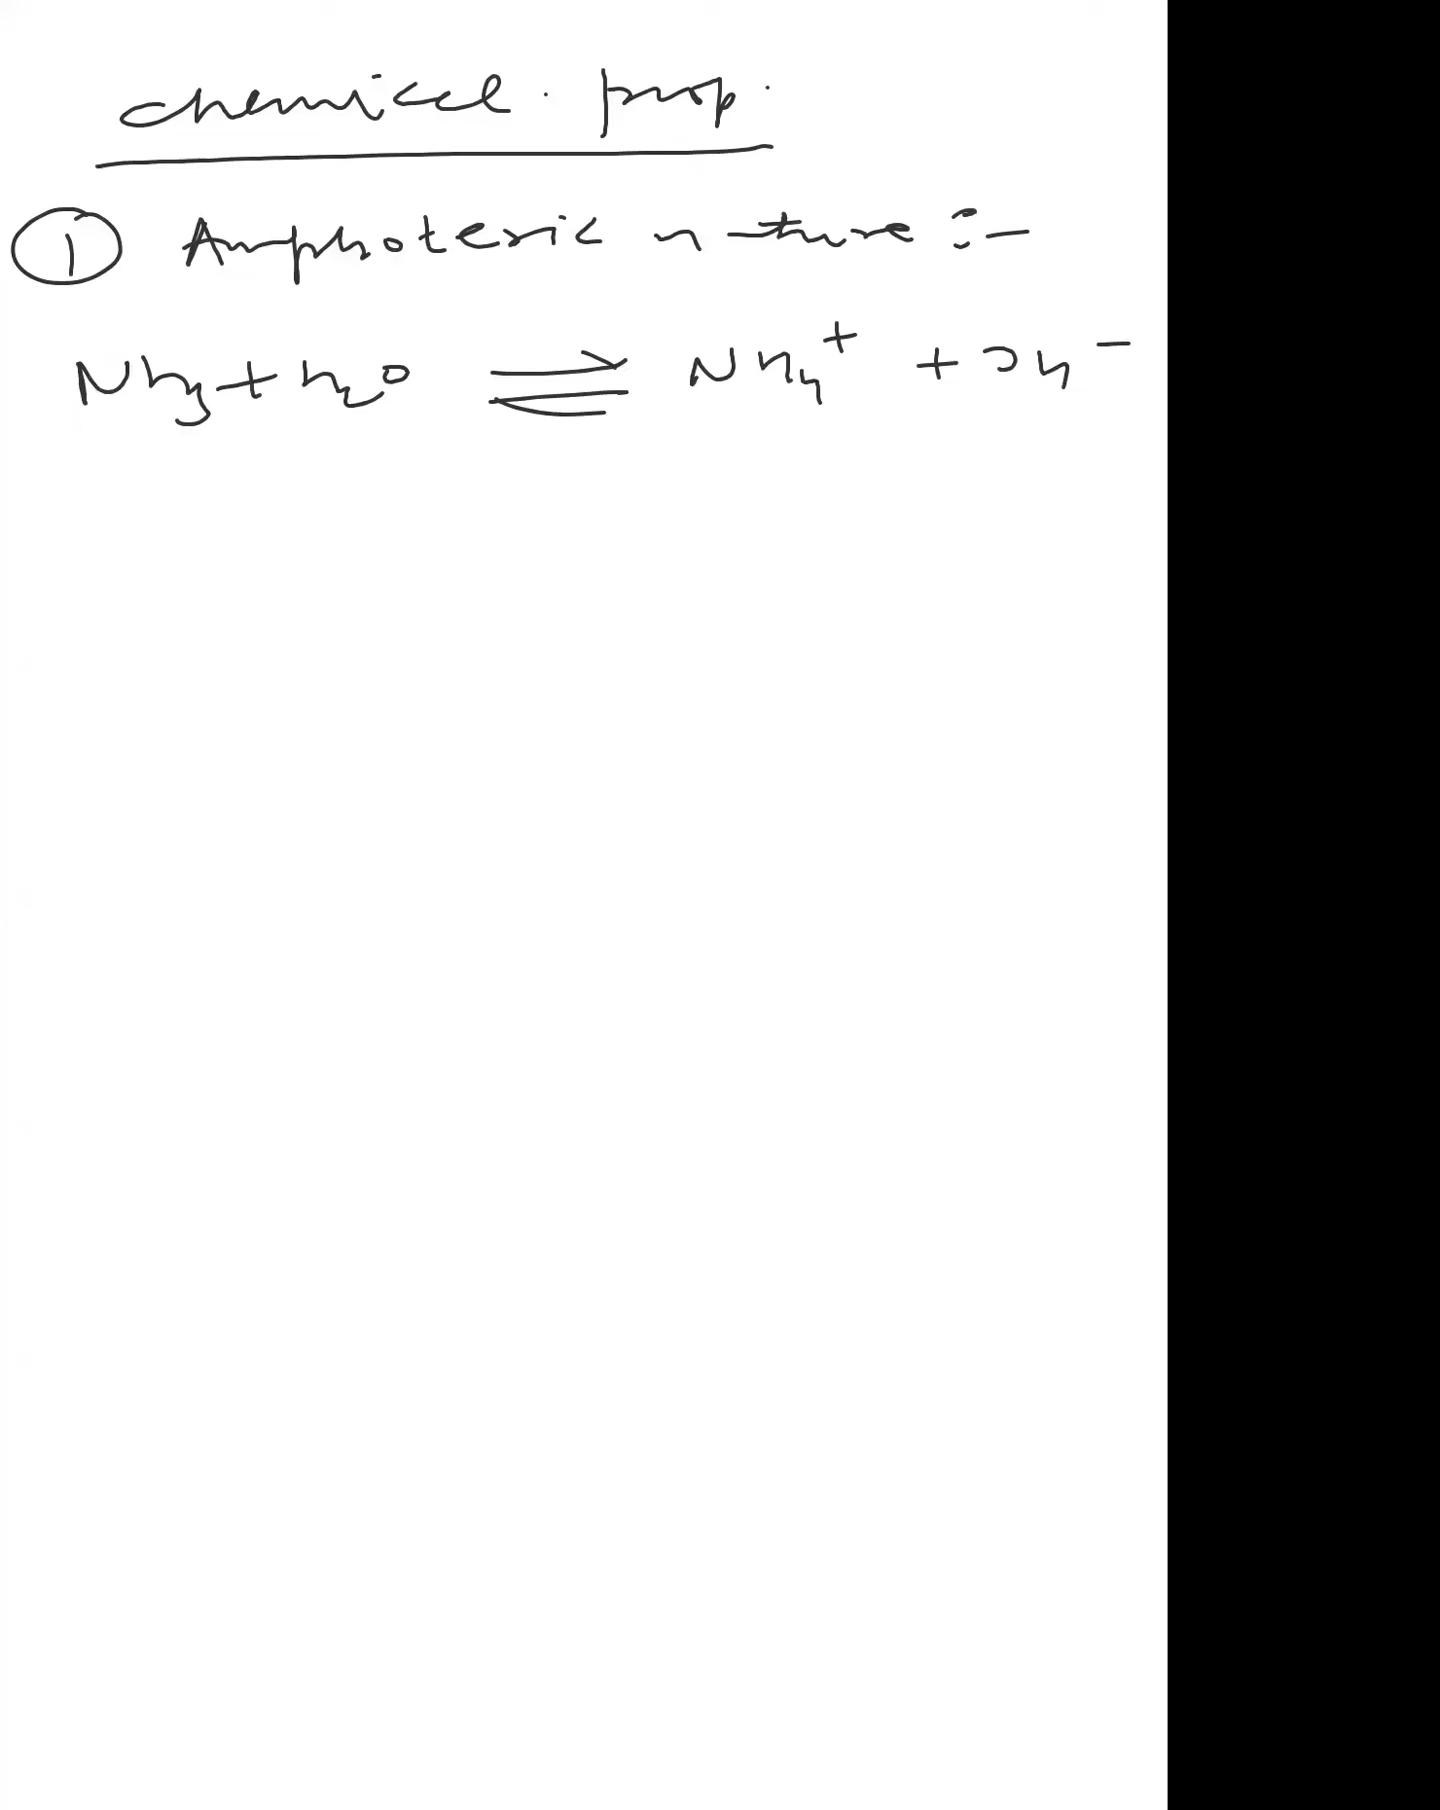 chemical. prop.
① Amphoteric nature :-
NH₃ + H₂O ⇌ NH₄⁺ + OH⁻